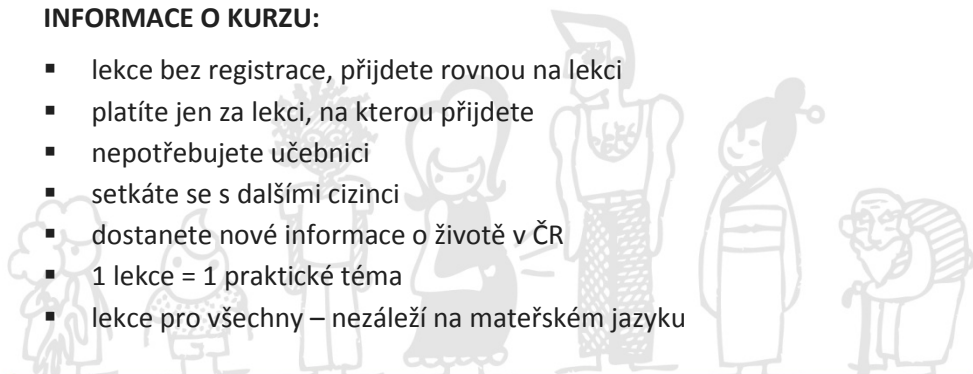 INFORMACE O KURZU:
▪ lekce bez registrace, přijdete rovnou na lekci
▪ platíte jen za lekci, na kterou přijdete
▪ nepotřebujete učebnici
▪ setkáte se s dalšími cizinci
▪ dostanete nové informace o životě v ČR
▪ 1 lekce = 1 praktické téma
▪ lekce pro všechny – nezáleží na mateřském jazyku